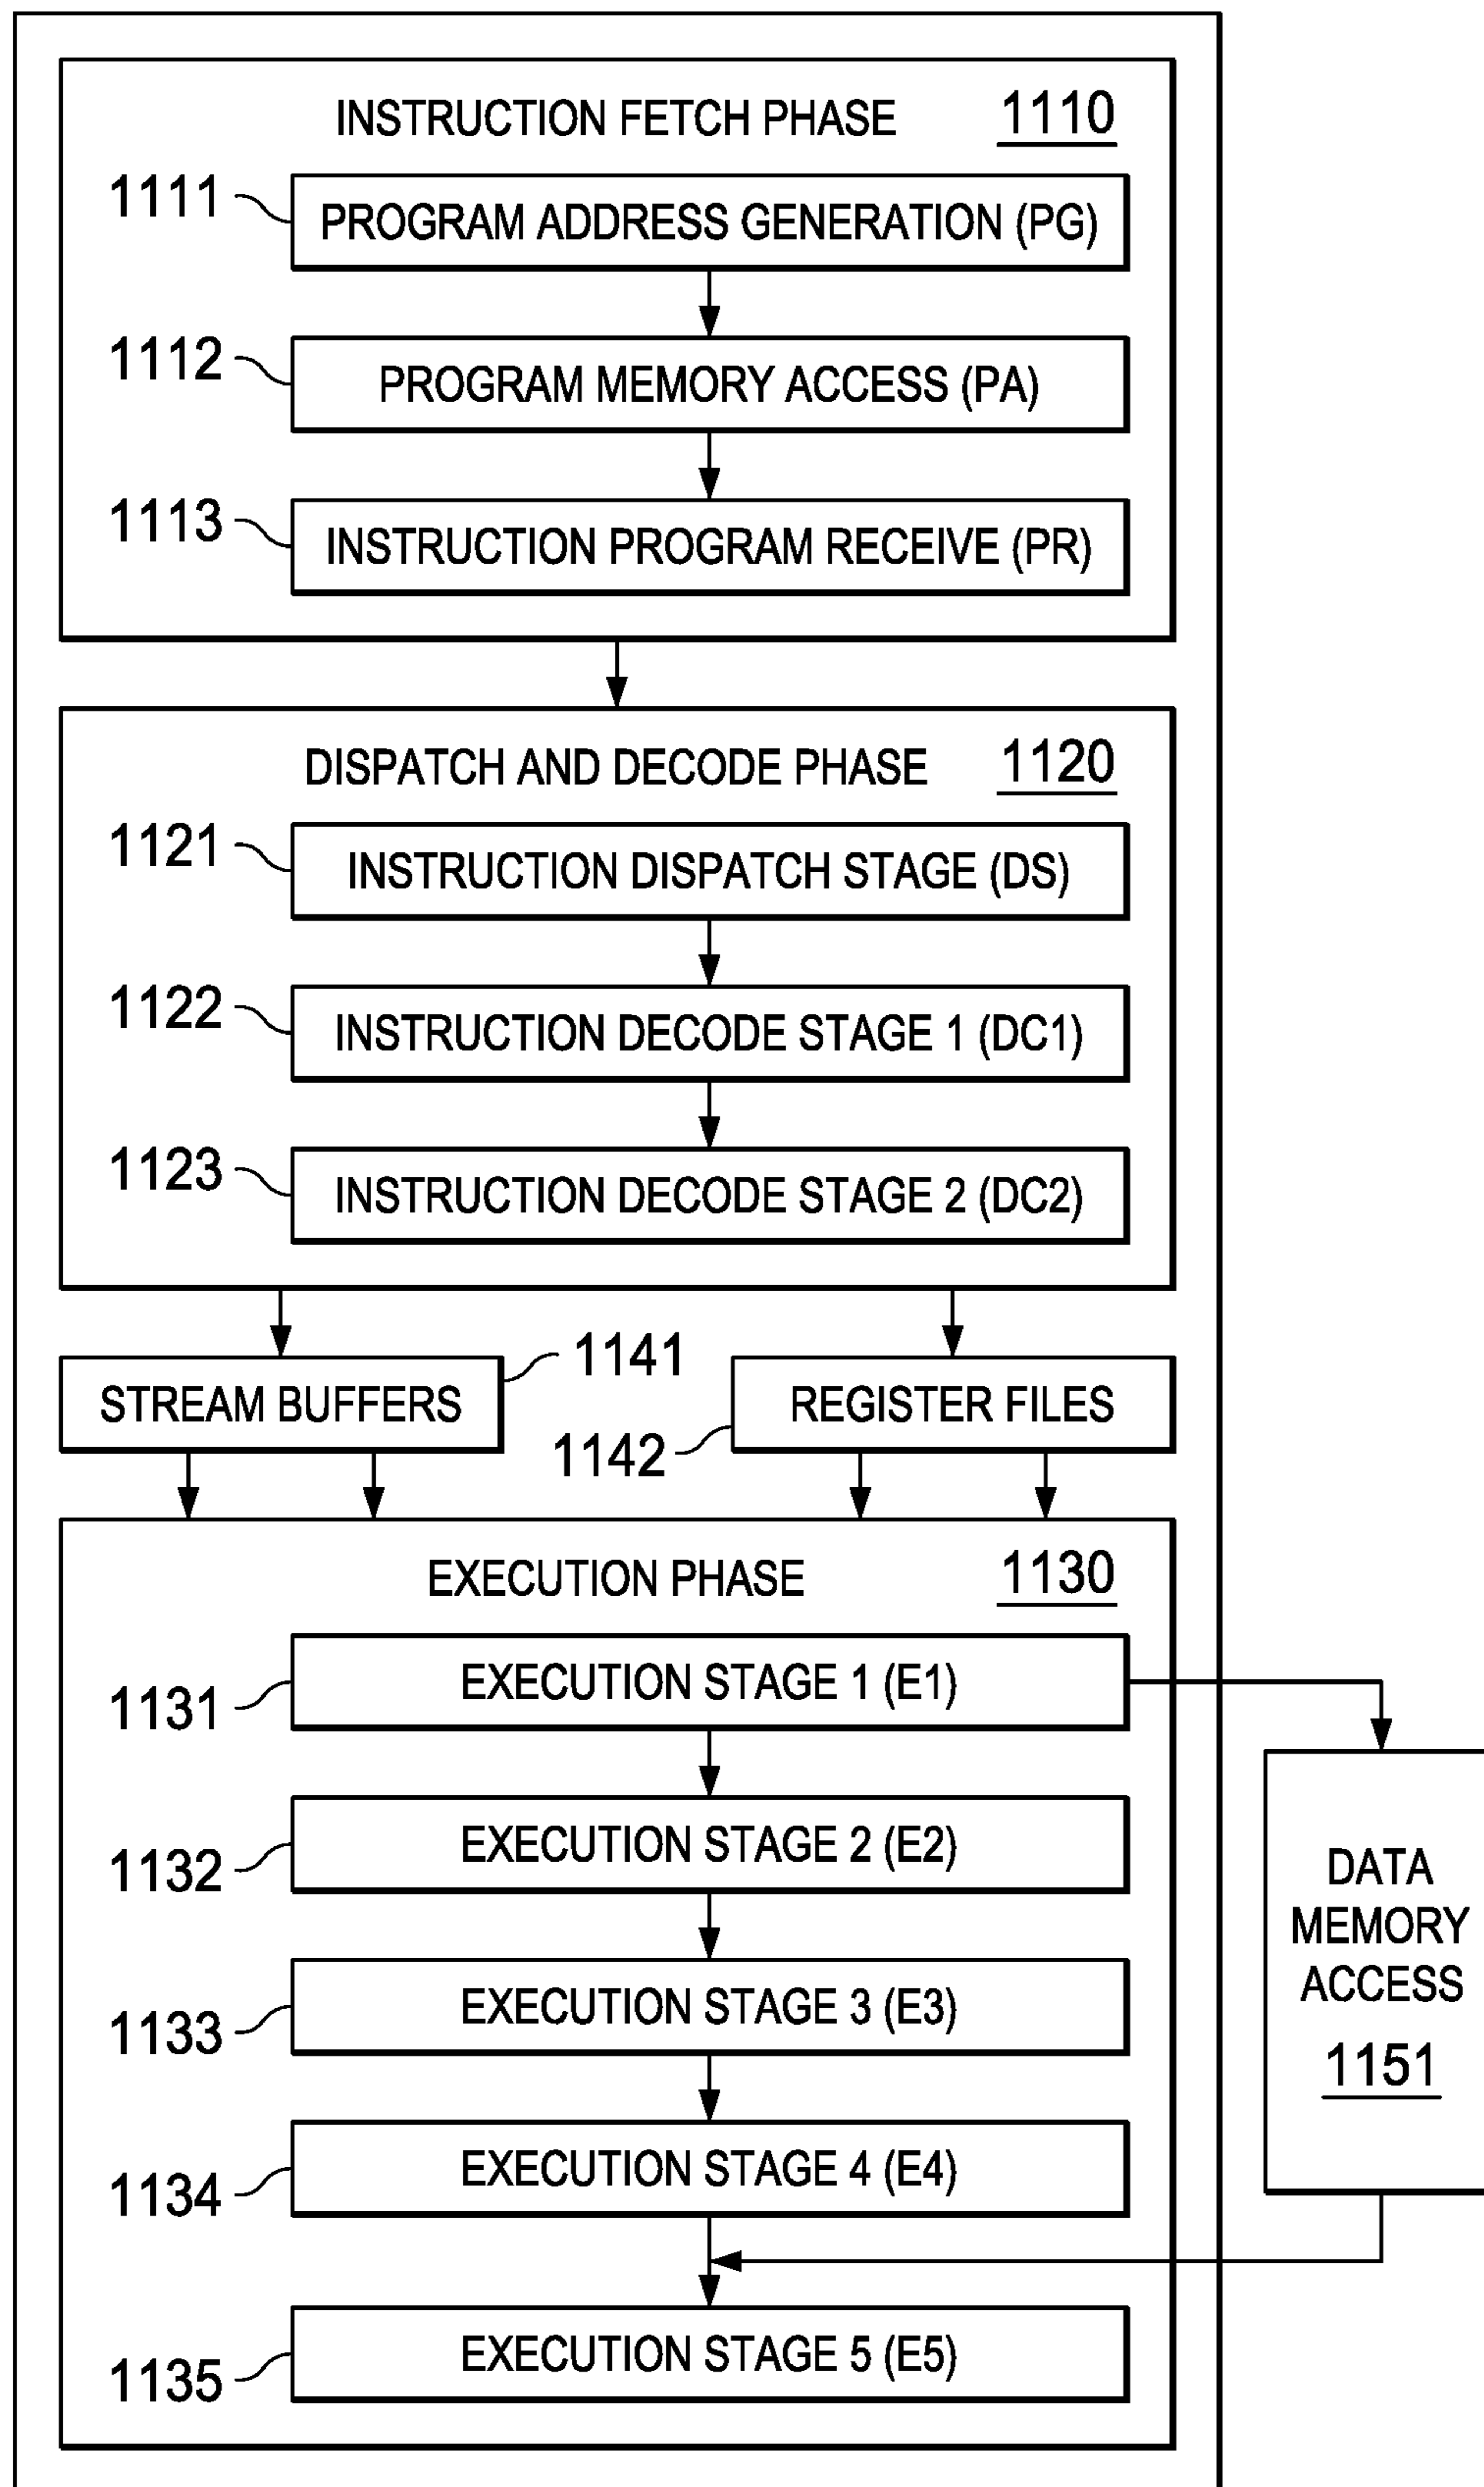 INSTRUCTION FETCH PHASE 1110
1111 PROGRAM ADDRESS GENERATION (PG)
1112 PROGRAM MEMORY ACCESS (PA)
1113 INSTRUCTION PROGRAM RECEIVE (PR)
DISPATCH AND DECODE PHASE 1120
1121 INSTRUCTION DISPATCH STAGE (DS)
1122 INSTRUCTION DECODE STAGE 1 (DC1)
1123 INSTRUCTION DECODE STAGE 2 (DC2)
STREAM BUFFERS 1141
1142 REGISTER FILES
EXECUTION PHASE 1130
1131 EXECUTION STAGE 1 (E1)
1132 EXECUTION STAGE 2 (E2)
1133 EXECUTION STAGE 3 (E3)
1134 EXECUTION STAGE 4 (E4)
1135 EXECUTION STAGE 5 (E5)
DATA
MEMORY
ACCESS
1151